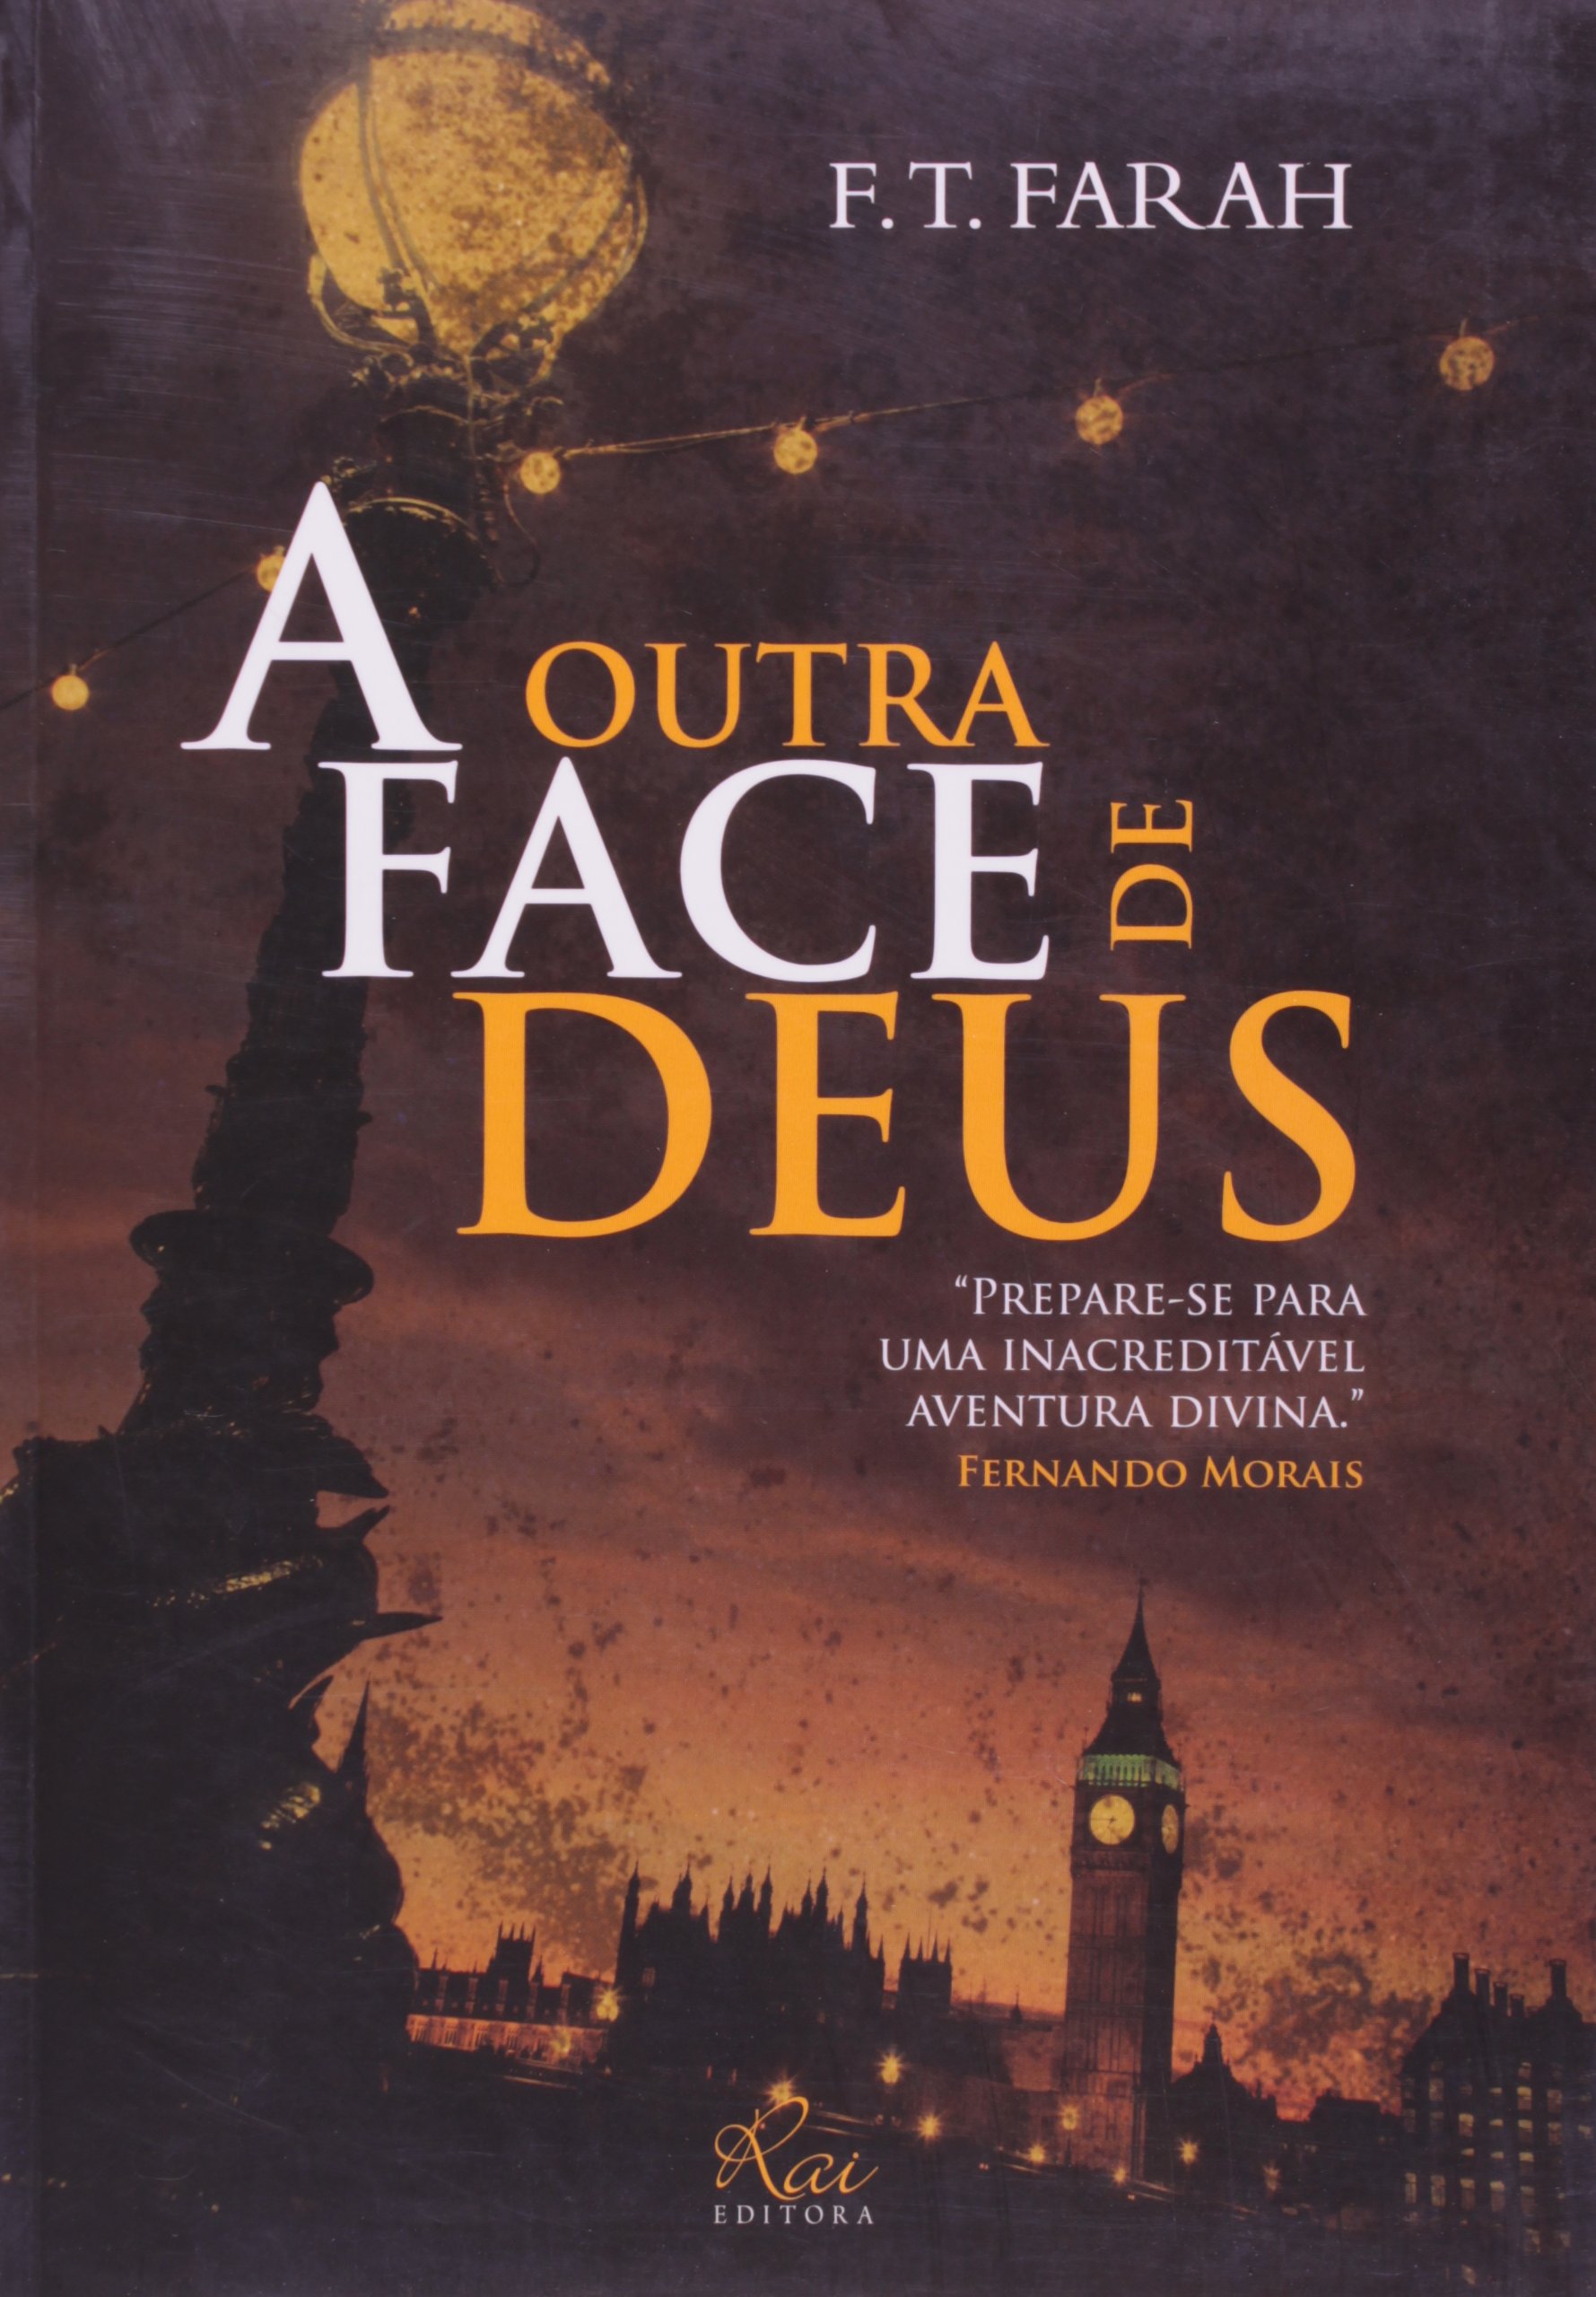 F. T. FARAH
A OUTRA
FACE DE
DEUS
“PREPARE-SE PARA
UMA INACREDITÁVEL
AVENTURA DIVINA.”
FERNANDO MORAIS
Rai
EDITORA